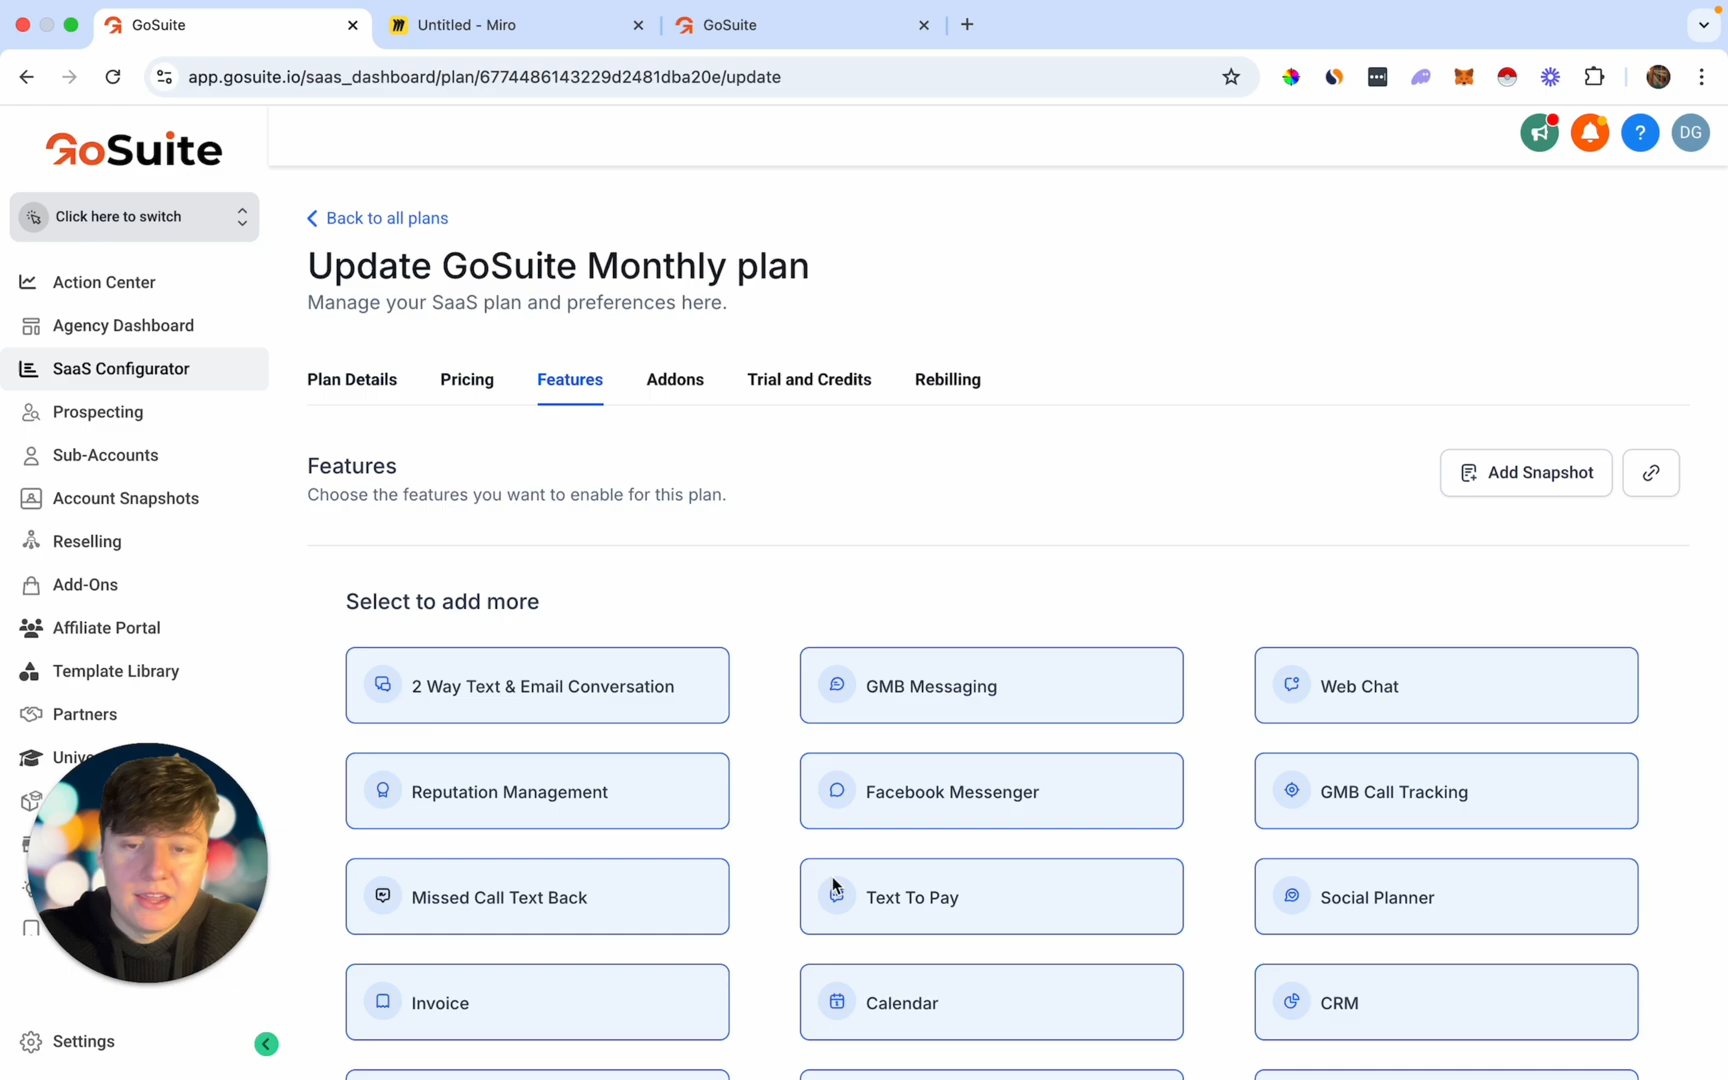 GoSuite
Untitled - Miro
GoSuite
app.gosuite.io/saas_dashboard/plan/6774486143229d2481dba20e/update
GoSuite
?
DG
Click here to switch
Back to all plans
Update GoSuite Monthly plan
Manage your SaaS plan and preferences here.
Action Center
Agency Dashboard
SaaS Configurator
Prospecting
Sub-Accounts
Account Snapshots
Reselling
Add-Ons
Affiliate Portal
Template Library
Partners
Settings
Plan Details
Pricing
Features
Addons
Trial and Credits
Rebilling
Features
Choose the features you want to enable for this plan.
Add Snapshot
Select to add more
2 Way Text & Email Conversation
GMB Messaging
Web Chat
Reputation Management
Facebook Messenger
GMB Call Tracking
Missed Call Text Back
Text To Pay
Social Planner
Invoice
Calendar
CRM